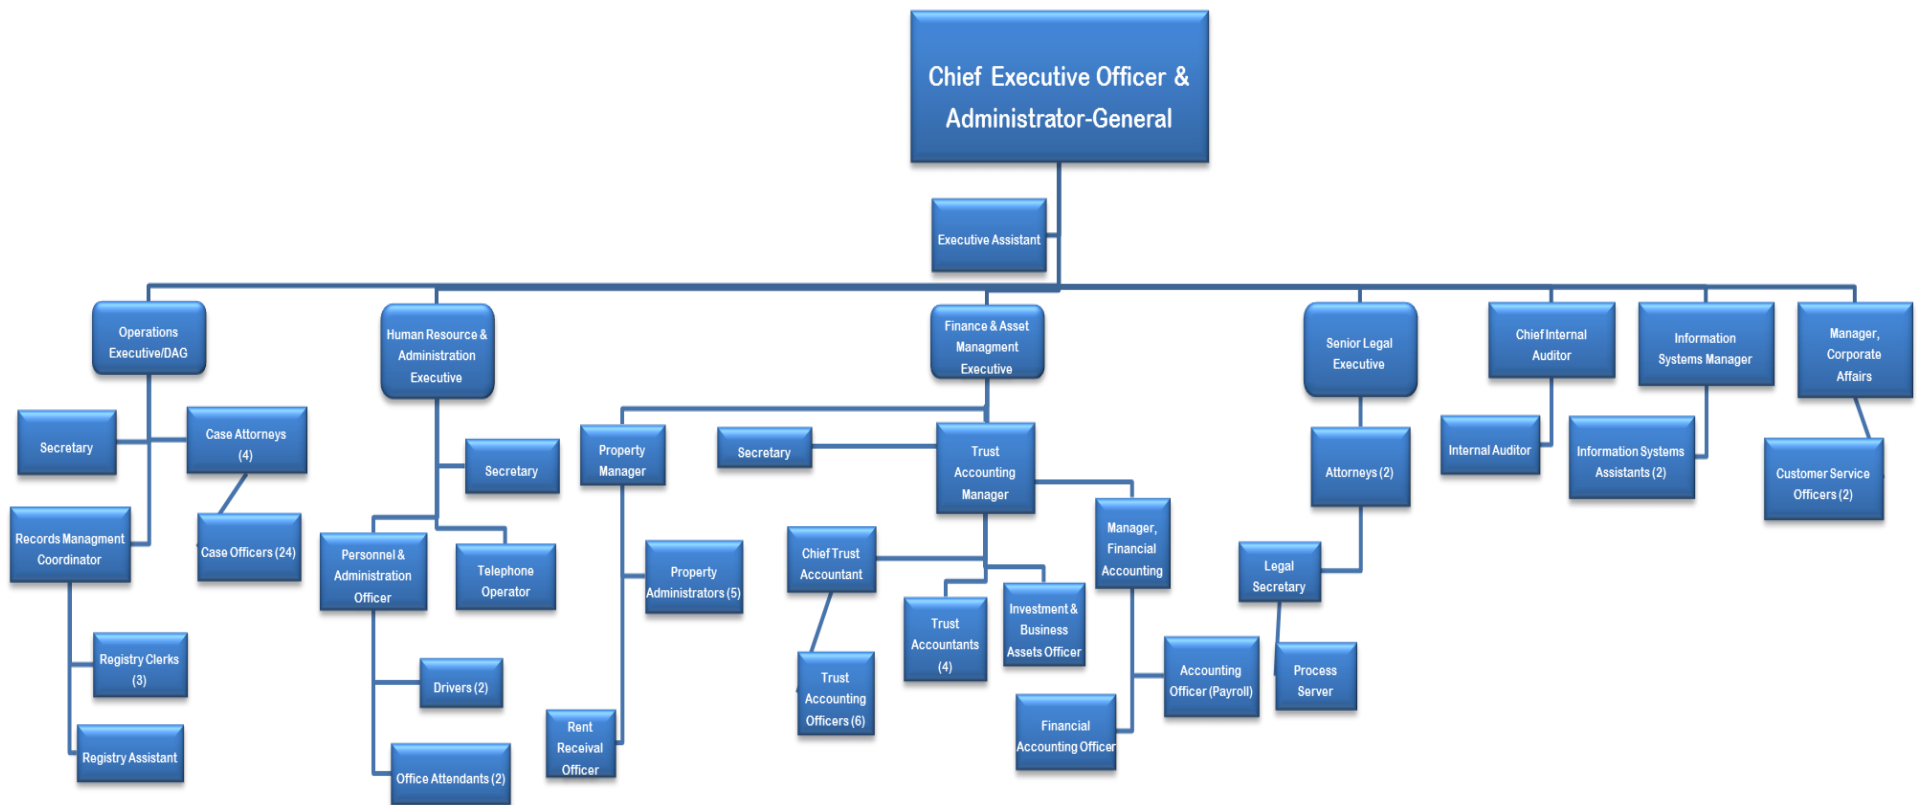 Chief Executive Officer &
Administrator-General
Executive Assistant
Operations
Executive/DAG
Human Resource &
Administration
Executive
Finance & Asset
Managment
Executive
Senior Legal
Executive
Chief Internal
Auditor
Information
Systems Manager
Manager,
Corporate
Affairs
Secretary
Case Attorneys
(4)
Secretary
Property
Manager
Secretary
Trust
Accounting
Manager
Attorneys (2)
Internal Auditor
Information Systems
Assistants (2)
Customer Service
Officers (2)
Records Managment
Coordinator
Case Officers (24)
Personnel &
Administration
Officer
Telephone
Operator
Property
Administrators (5)
Chief Trust
Accountant
Trust
Accountants
(4)
Investment &
Business
Assets Officer
Manager,
Financial
Accounting
Legal
Secretary
Registry Clerks
(3)
Drivers (2)
Trust
Accounting
Officers (6)
Accounting
Officer (Payroll)
Process
Server
Registry Assistant
Office Attendants (2)
Rent
Receival
Officer
Financial
Accounting Officer